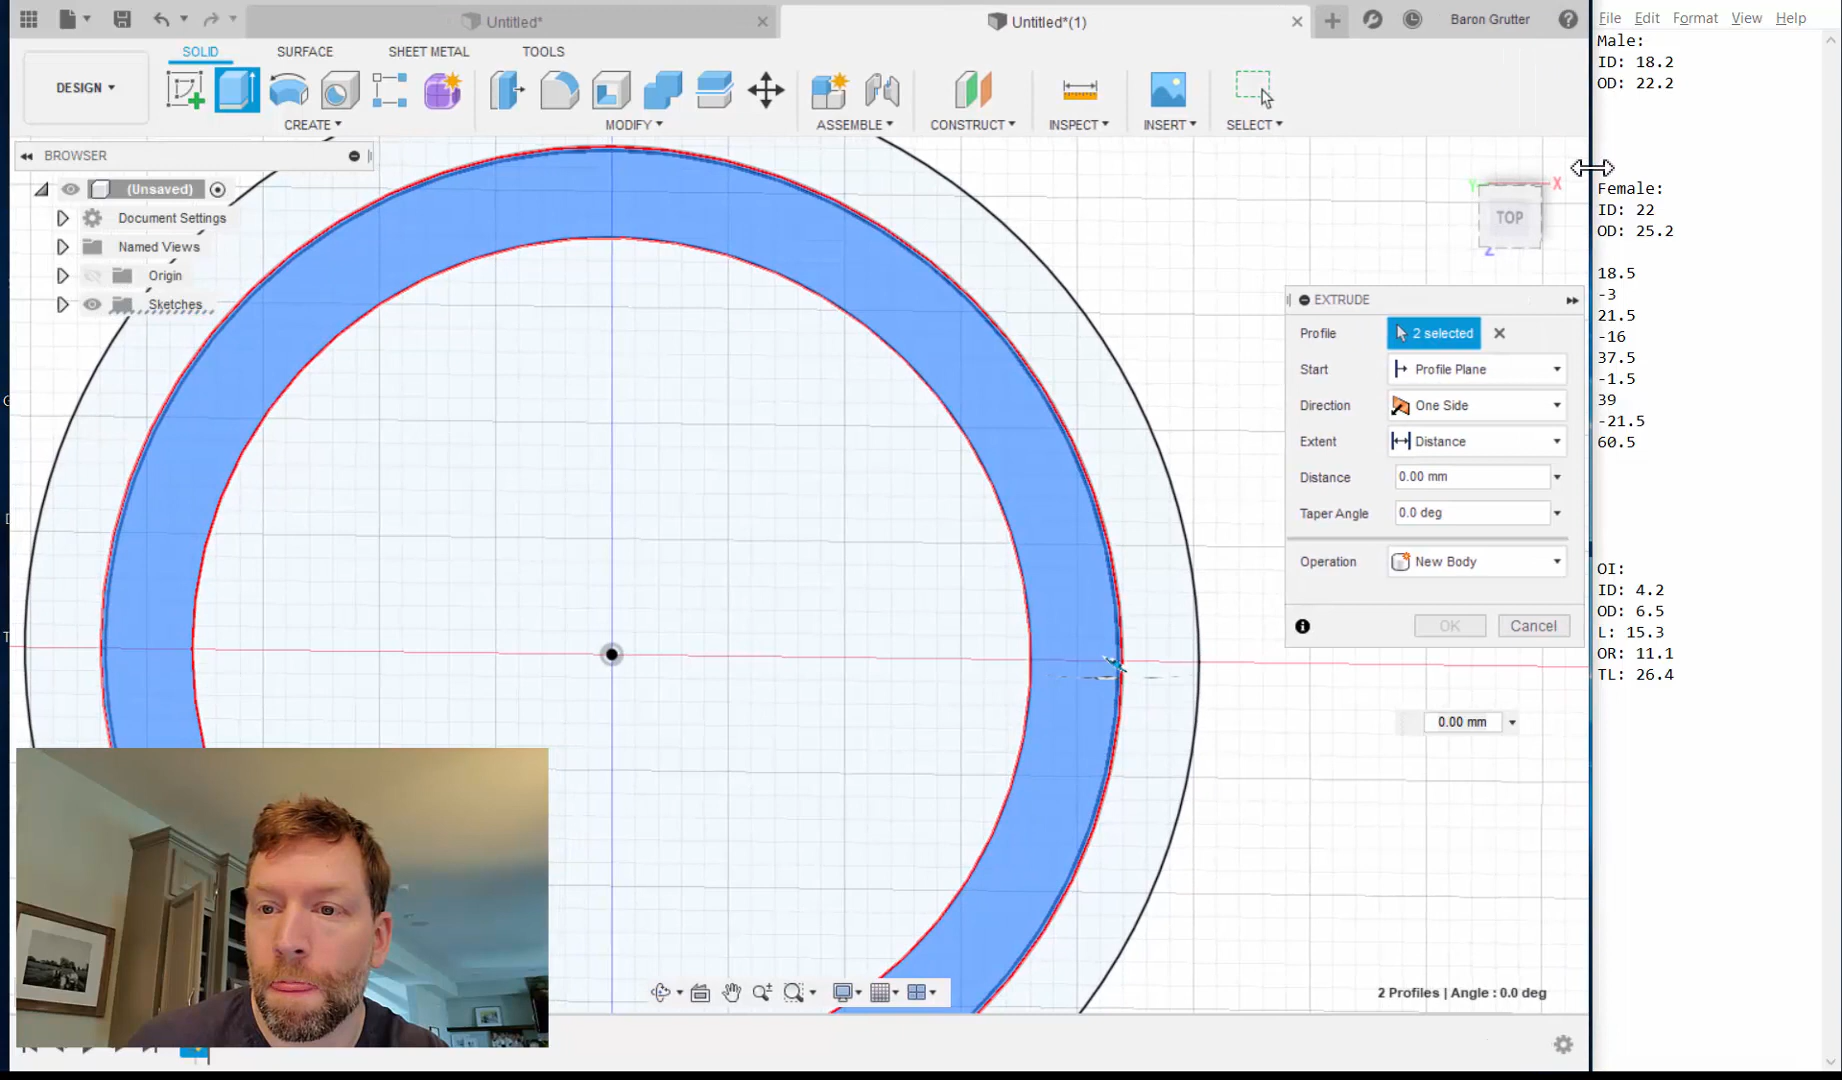 Untitled*
Untitled*(1)
Baron Grutter
File Edit Format View Help
SOLID SURFACE SHEET METAL TOOLS
DESIGN
CREATE MODIFY ASSEMBLE CONSTRUCT INSPECT INSERT SELECT
BROWSER
(Unsaved)
Document Settings
Named Views
Origin
Sketches
Y X
TOP
Z
EXTRUDE
Profile 2 selected
Start Profile Plane
Direction One Side
Extent Distance
Distance 0.00 mm
Taper Angle 0.0 deg
Operation New Body
OK Cancel
0.00 mm
2 Profiles | Angle : 0.0 deg
Male:
ID: 18.2
OD: 22.2
Female:
ID: 22
OD: 25.2
18.5
-3
21.5
-16
37.5
-1.5
39
-21.5
60.5
OI:
ID: 4.2
OD: 6.5
L: 15.3
OR: 11.1
TL: 26.4